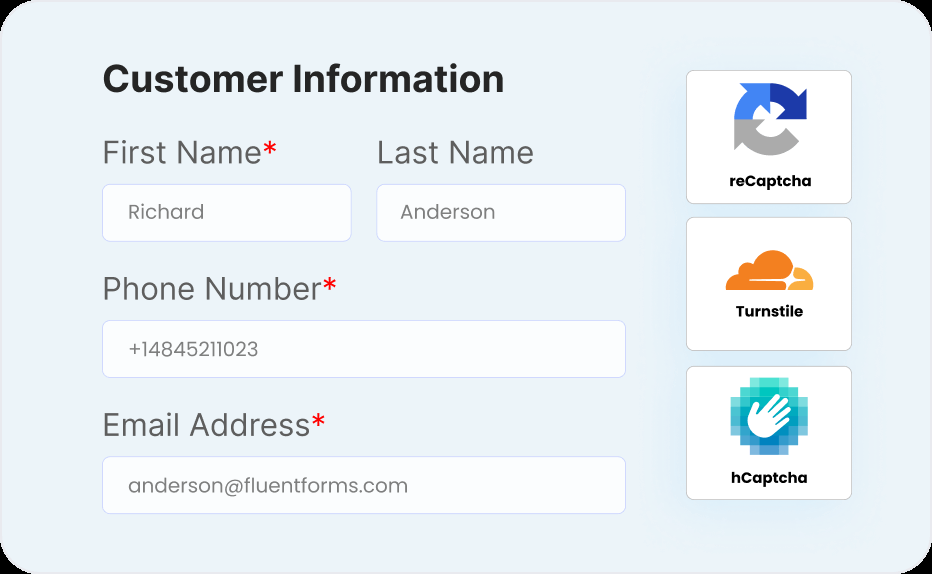 Customer Information
First Name* Last Name
Richard Anderson
Phone Number*
+14845211023
Email Address*
anderson@fluentforms.com
reCaptcha
Turnstile
hCaptcha